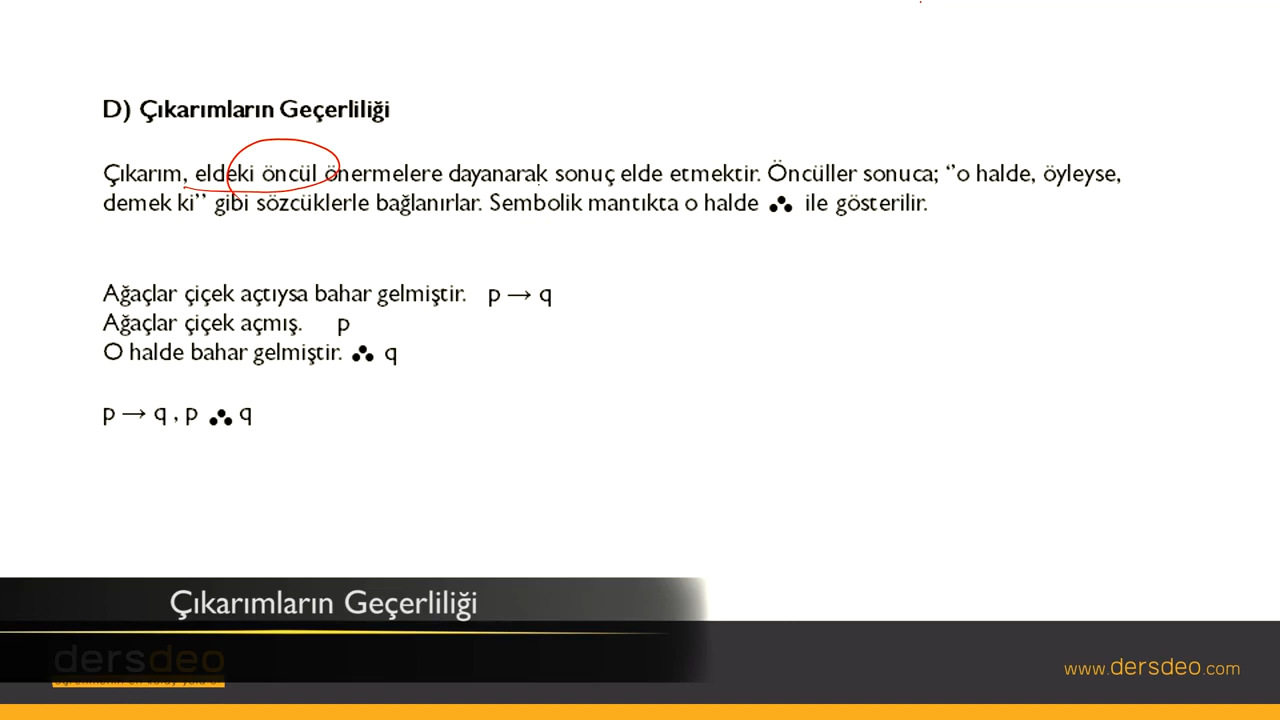 D) Çıkarımların Geçerliliği
Çıkarım, eldeki öncül önermelere dayanarak sonuç elde etmektir. Öncüller sonuca; ‘’o halde, öyleyse,
demek ki’’ gibi sözcüklerle bağlanırlar. Sembolik mantıkta o halde ∴ ile gösterilir.
Ağaçlar çiçek açtıysa bahar gelmiştir. p → q
Ağaçlar çiçek açmış. p
O halde bahar gelmiştir. ∴ q
p → q , p ∴ q
Çıkarımların Geçerliliği
dersdeo
www.dersdeo.com